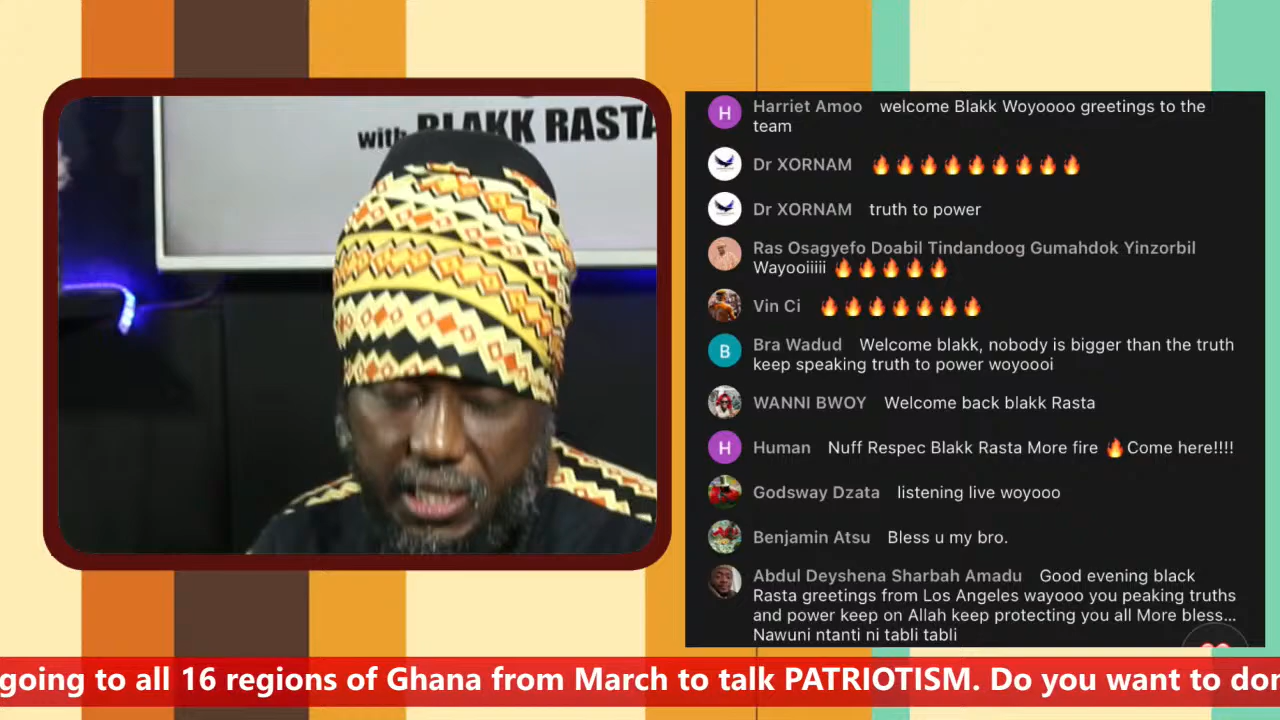 with BLAKK RASTA
Harriet Amoo welcome Blakk Woyoooo greetings to the
team
Dr XORNAM 🔥🔥🔥🔥🔥🔥🔥🔥🔥
Dr XORNAM truth to power
Ras Osagyefo Doabil Tindandoog Gumahdok Yinzorbil
Wayooiiiii 🔥🔥🔥🔥🔥
Vin Ci 🔥🔥🔥🔥🔥🔥🔥
B
Bra Wadud Welcome blakk, nobody is bigger than the truth
keep speaking truth to power woyoooi
WANNI BWOY Welcome back blakk Rasta
H
Human Nuff Respec Blakk Rasta More fire 🔥Come here!!!!
Godsway Dzata listening live woyooo
Benjamin Atsu Bless u my bro.
Abdul Deyshena Sharbah Amadu Good evening black
Rasta greetings from Los Angeles wayooo you peaking truths
and power keep on Allah keep protecting you all More bless...
Nawuni ntanti ni tabli tabli
going to all 16 regions of Ghana from March to talk PATRIOTISM. Do you want to don